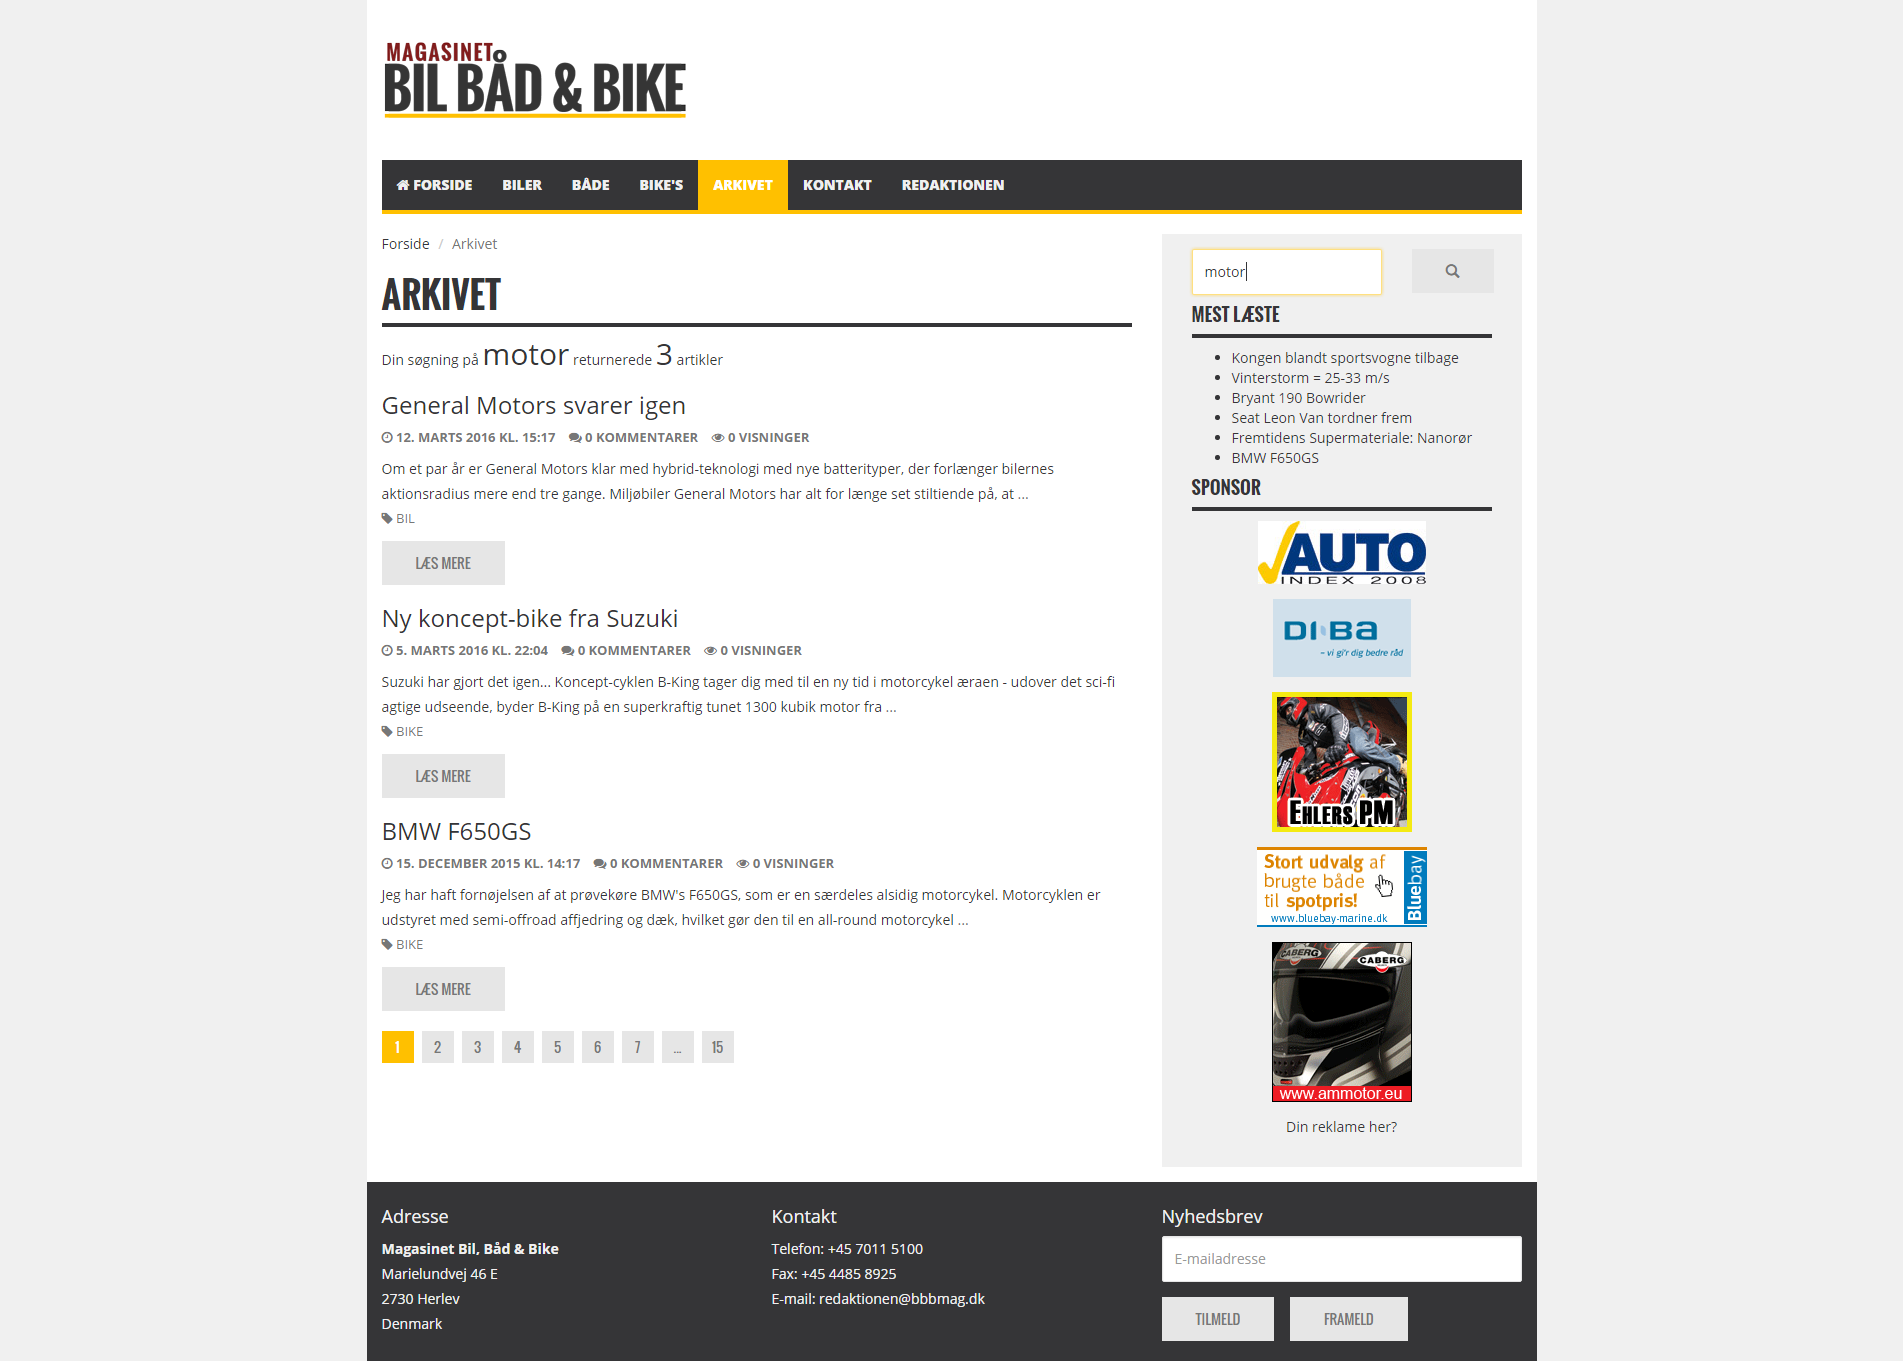 MAGASINET
BIL BÅD & BIKE
FORSIDE BILER BÅDE BIKE'S ARKIVET KONTAKT REDAKTIONEN
Forside / Arkivet
ARKIVET
Din søgning på motor returnerede 3 artikler
General Motors svarer igen
12. MARTS 2016 KL. 15:17 0 KOMMENTARER 0 VISNINGER
Om et par år er General Motors klar med hybrid-teknologi med nye batterityper, der forlænger bilernes
aktionsradius mere end tre gange. Miljøbiler General Motors har alt for længe set stiltiende på, at ...
BIL
LÆS MERE
Ny koncept-bike fra Suzuki
5. MARTS 2016 KL. 22:04 0 KOMMENTARER 0 VISNINGER
Suzuki har gjort det igen... Koncept-cyklen B-King tager dig med til en ny tid i motorcykel æraen - udover det sci-fi
agtige udseende, byder B-King på en superkraftig tunet 1300 kubik motor fra ...
BIKE
LÆS MERE
BMW F650GS
15. DECEMBER 2015 KL. 14:17 0 KOMMENTARER 0 VISNINGER
Jeg har haft fornøjelsen af at prøvekøre BMW's F650GS, som er en særdeles alsidig motorcykel. Motorcyklen er
udstyret med semi-offroad affjedring og dæk, hvilket gør den til en all-round motorcykel ...
BIKE
LÆS MERE
1 2 3 4 5 6 7 ... 15
motor
MEST LÆSTE
Kongen blandt sportsvogne tilbage
Vinterstorm = 25-33 m/s
Bryant 190 Bowrider
Seat Leon Van tordner frem
Fremtidens Supermateriale: Nanorør
BMW F650GS
SPONSOR
AUTO
INDEX 2008
DI Ba
- vi gi'r dig bedre råd
EHLERS PM
Stort udvalg af
brugte både
til spotpris!
www.bluebay-marine.dk
Bluebay
CABERG
CABERG
www.ammotor.eu
Din reklame her?
Adresse
Magasinet Bil, Båd & Bike
Marielundvej 46 E
2730 Herlev
Denmark
Kontakt
Telefon: +45 7011 5100
Fax: +45 4485 8925
E-mail: redaktionen@bbbmag.dk
Nyhedsbrev
E-mailadresse
TILMELD FRAMELD